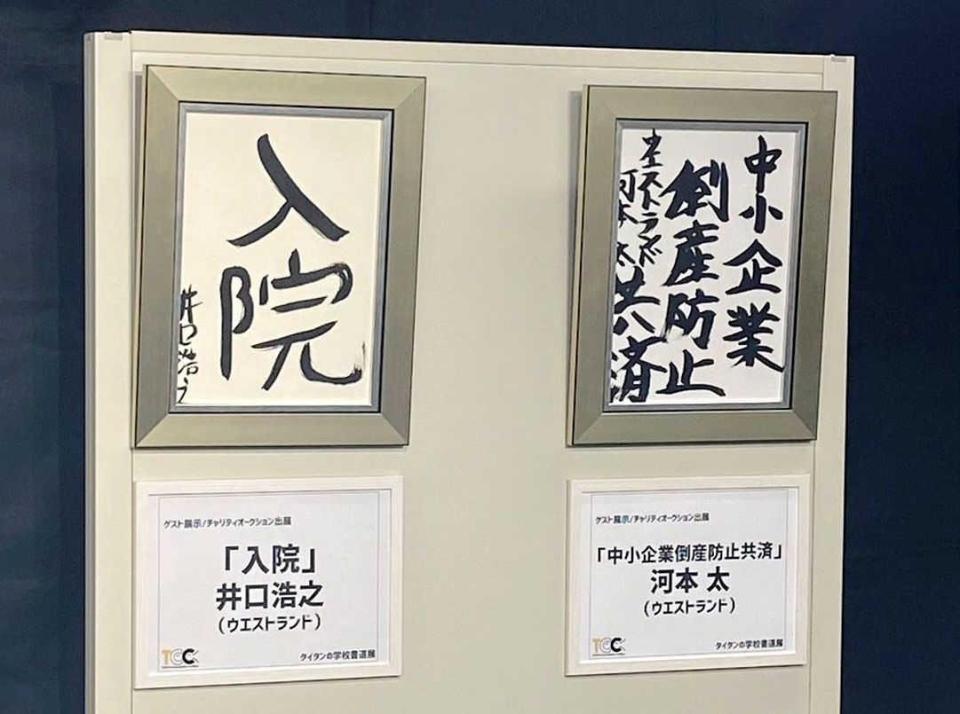 入院
井口浩之
中小企業
倒産防止
共済
ウエストランド
河本太
ゲスト展示/チャリティオークション出展
「入院」
井口浩之
(ウエストランド)
TCC
タイタンの学校書道展
ゲスト展示/チャリティオークション出展
「中小企業倒産防止共済」
河本 太
(ウエストランド)
TCC
タイタンの学校書道展